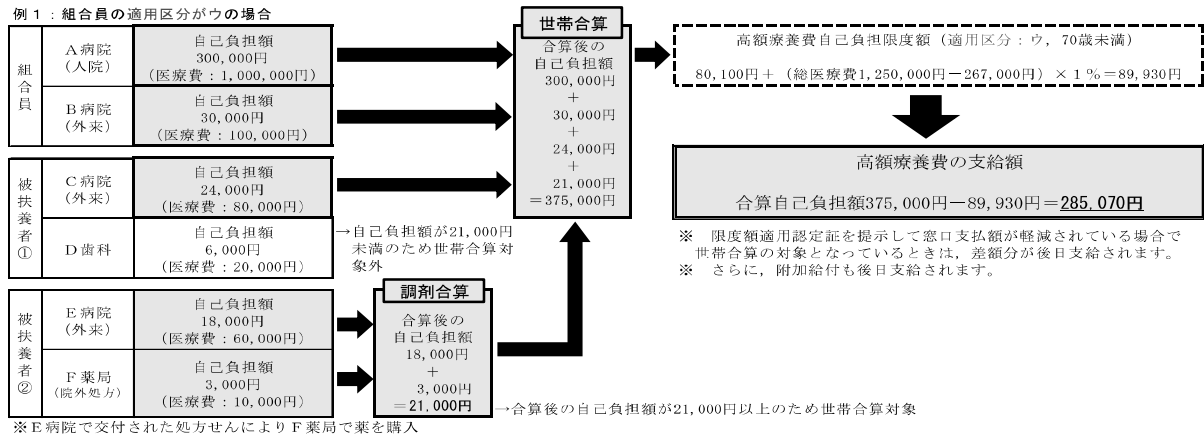 例１：組合員の適用区分がウの場合
組合員
Ａ病院
（入院）
自己負担額
300,000円
（医療費：1,000,000円）
Ｂ病院
（外来）
自己負担額
30,000円
（医療費：100,000円）
被扶養者①
Ｃ病院
（外来）
自己負担額
24,000円
（医療費：80,000円）
Ｄ歯科
自己負担額
6,000円
（医療費：20,000円）
→自己負担額が21,000円
未満のため世帯合算対
象外
被扶養者②
Ｅ病院
（外来）
自己負担額
18,000円
（医療費：60,000円）
Ｆ薬局
（院外処方）
自己負担額
3,000円
（医療費：10,000円）
※Ｅ病院で交付された処方せんによりＦ薬局で薬を購入
調剤合算
合算後の
自己負担額
18,000円
＋
3,000円
＝21,000円
→合算後の自己負担額が21,000円以上のため世帯合算対象
世帯合算
合算後の
自己負担額
300,000円
＋
30,000円
＋
24,000円
＋
21,000円
＝375,000円
高額療養費自己負担限度額（適用区分：ウ，70歳未満）
80,100円＋（総医療費1,250,000円－267,000円）×１％＝89,930円
高額療養費の支給額
合算自己負担額375,000円－89,930円＝285,070円
※　限度額適用認定証を提示して窓口支払額が軽減されている場合で
世帯合算の対象となっているときは，差額分が後日支給されます。
※　さらに，附加給付も後日支給されます。